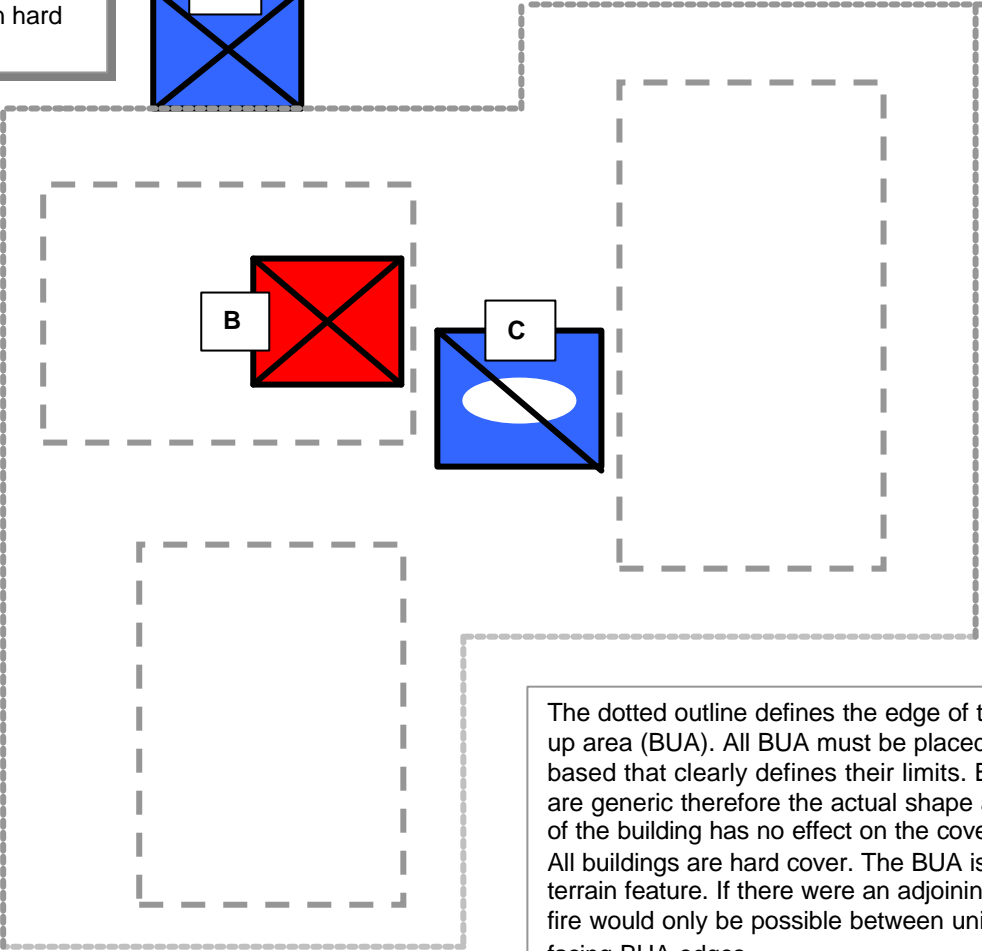 n hard
B
C
The dotted outline defines the edge of t
up area (BUA). All BUA must be placed
based that clearly defines their limits. B
are generic therefore the actual shape a
of the building has no effect on the cove
All buildings are hard cover. The BUA is
terrain feature. If there were an adjoinin
fire would only be possible between uni
facing BUA edges